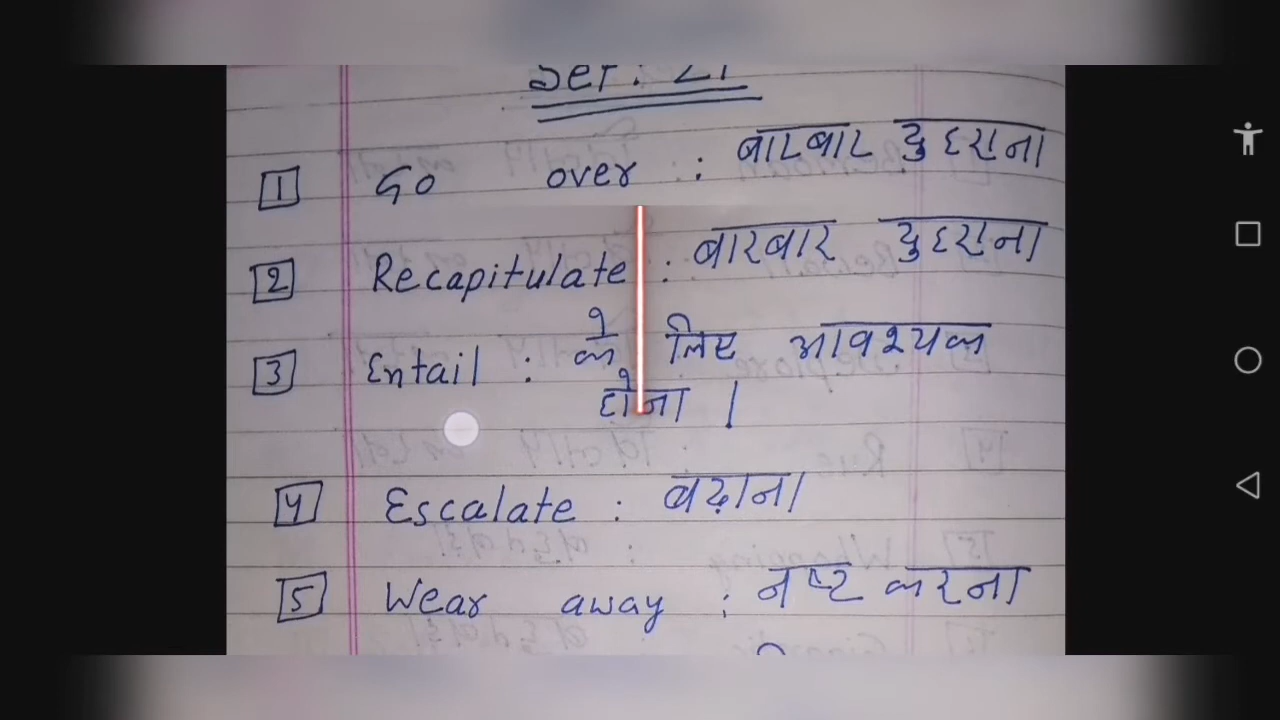 Set: 21
1 Go over : बारबार दुहराना
2 Recapitulate : बारबार दुहराना
3 Entail : के लिए आवश्यक
होना ।
4 Escalate : बढ़ाना
5 Wear away : नष्ट करना